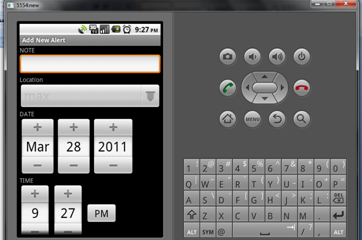 5554:new
9:27 PM
Add New Alert
NOTE
Location
DATE
+ + +
Mar 28 2011
- - -
TIME
+ +
9 27 PM
- -
MENU
1 2 3 4 5 6 7 8 9 0
Q W E R T Y U I O P
A S D F G H J K L DEL
Z X C V B N M .
ALT SYM @ / , ALT